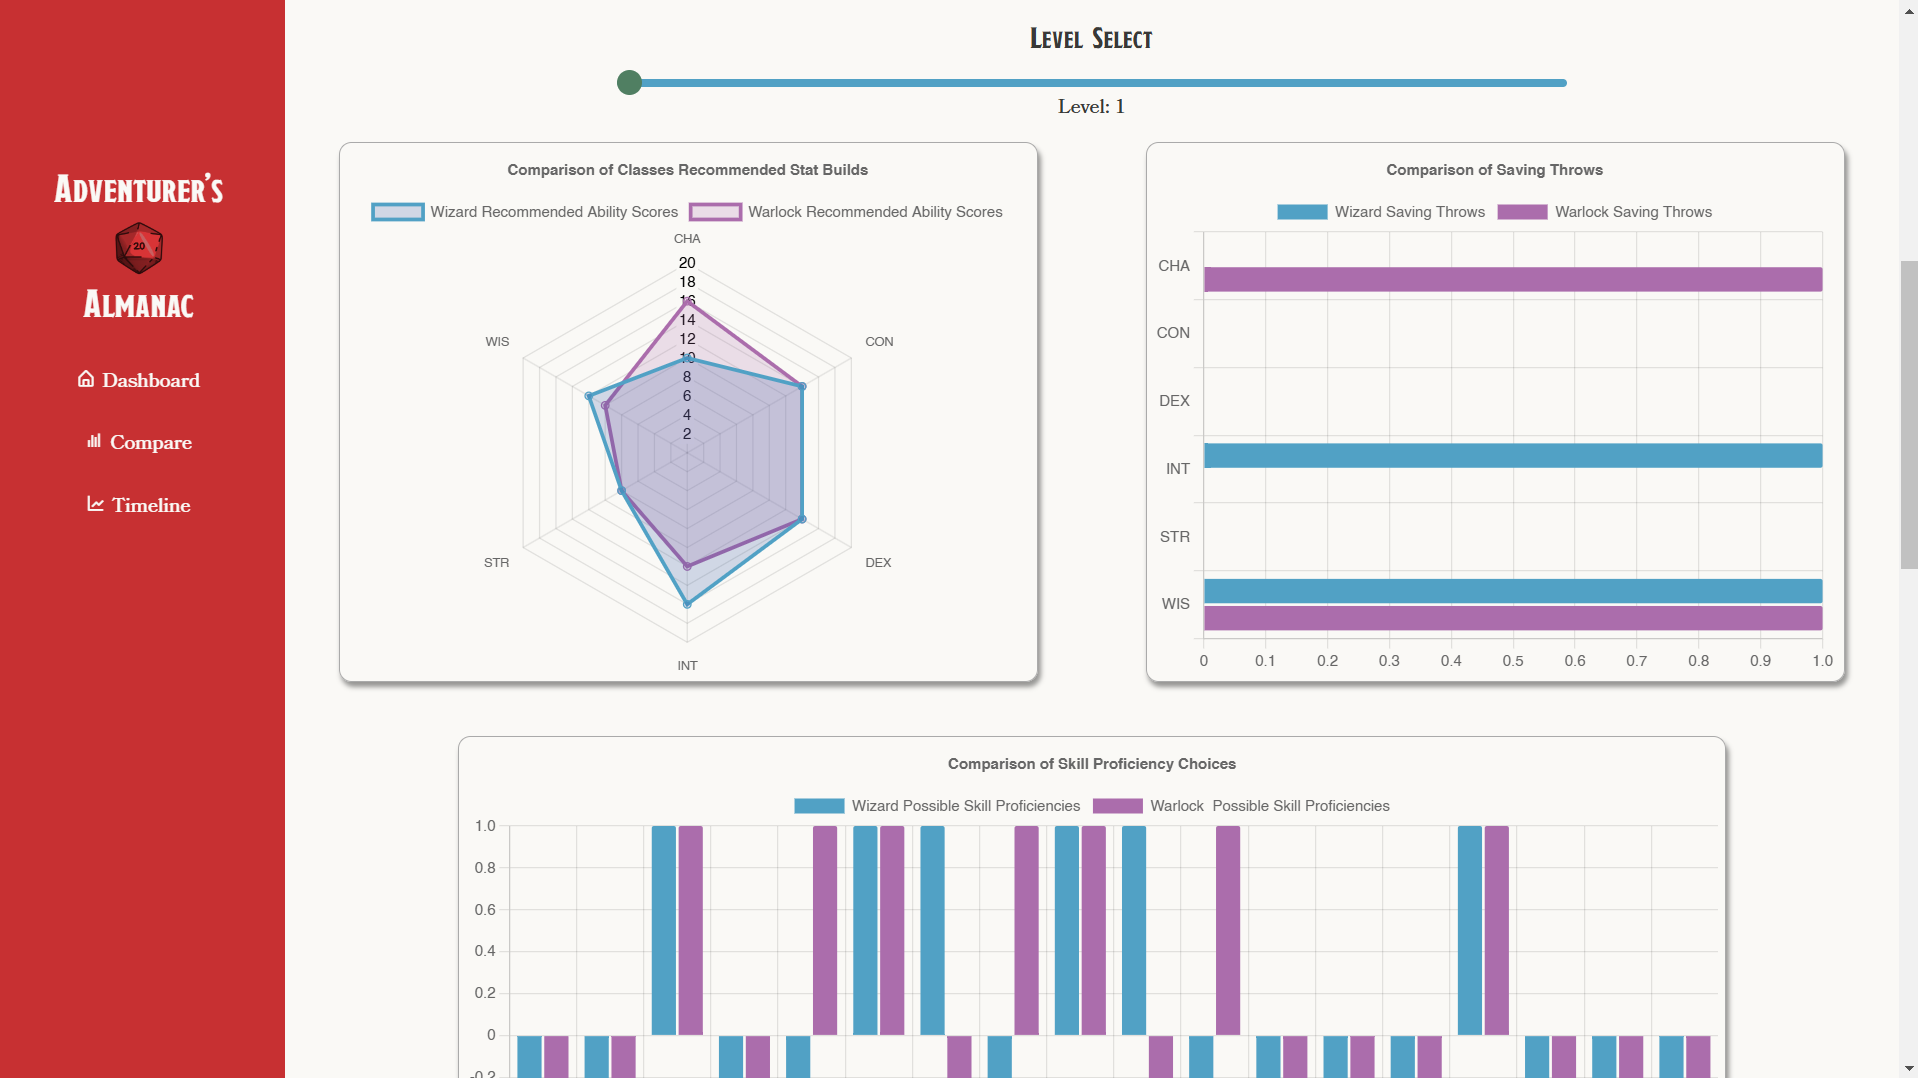 Level Select
Level: 1
Adventurer's
20
Almanac
Dashboard
Compare
Timeline
Comparison of Classes Recommended Stat Builds
Wizard Recommended Ability Scores
Warlock Recommended Ability Scores
CHA
20
18
16
14
12
10
8
6
4
2
WIS
CON
STR
DEX
INT
Comparison of Saving Throws
Wizard Saving Throws
Warlock Saving Throws
CHA
CON
DEX
INT
STR
WIS
0 0.1 0.2 0.3 0.4 0.5 0.6 0.7 0.8 0.9 1.0
Comparison of Skill Proficiency Choices
Wizard Possible Skill Proficiencies
Warlock Possible Skill Proficiencies
1.0
0.8
0.6
0.4
0.2
0
-0.2